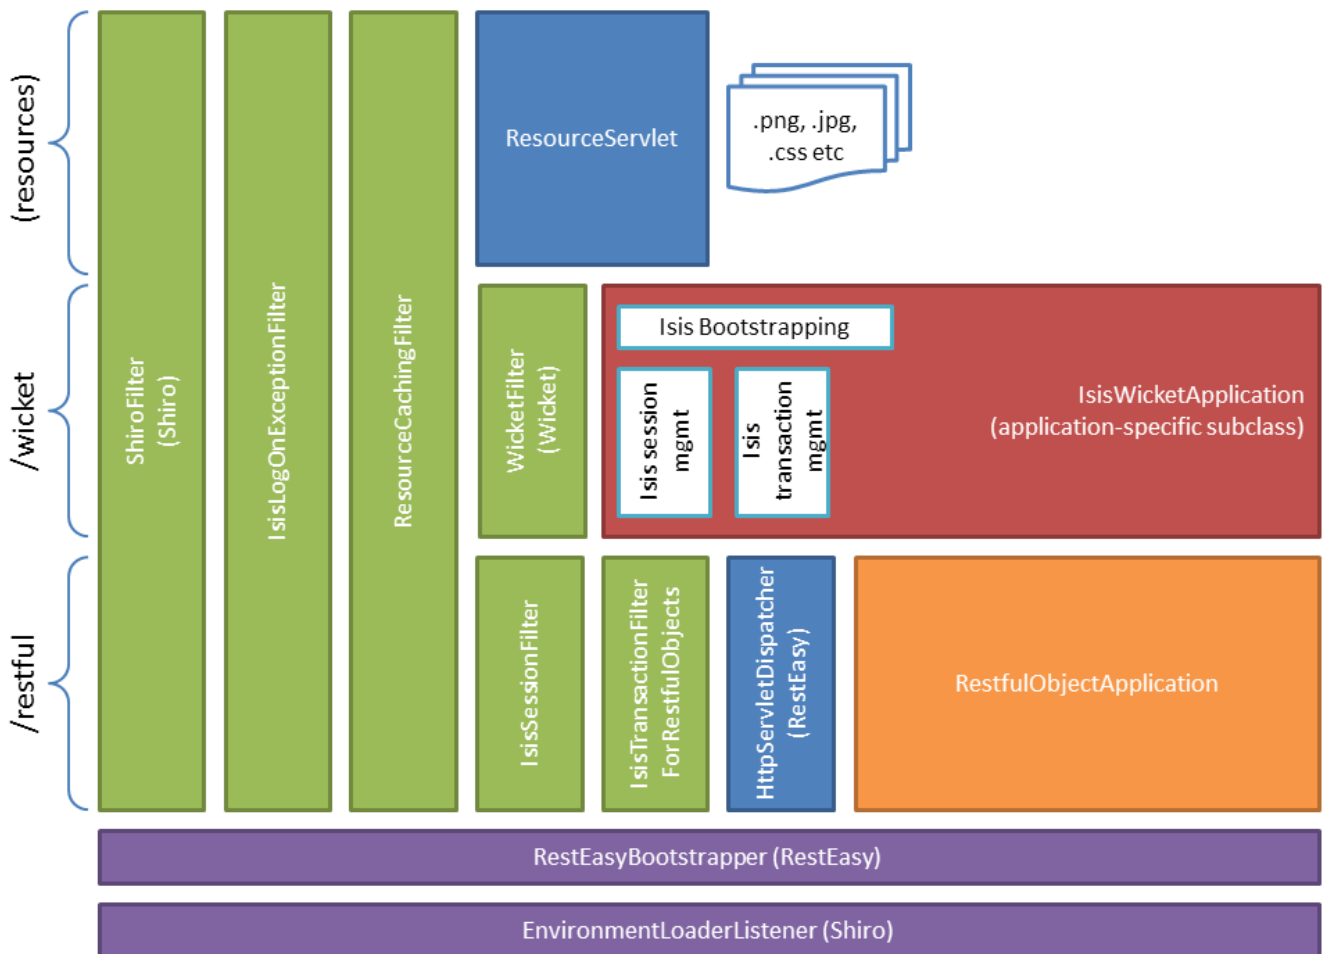 (resources)
ResourceServlet
.png, .jpg,
.css etc
/wicket
ShiroFilter
(Shiro)
IsisLogOnExceptionFilter
ResourceCachingFilter
WicketFilter
(Wicket)
Isis Bootstrapping
Isis session
mgmt
Isis
transaction
mgmt
IsisWicketApplication
(application-specific subclass)
/restful
IsisSessionFilter
IsisTransactionFilter
ForRestfulObjects
HttpServletDispatcher
(RestEasy)
RestfulObjectApplication
RestEasyBootstrapper (RestEasy)
EnvironmentLoaderListener (Shiro)